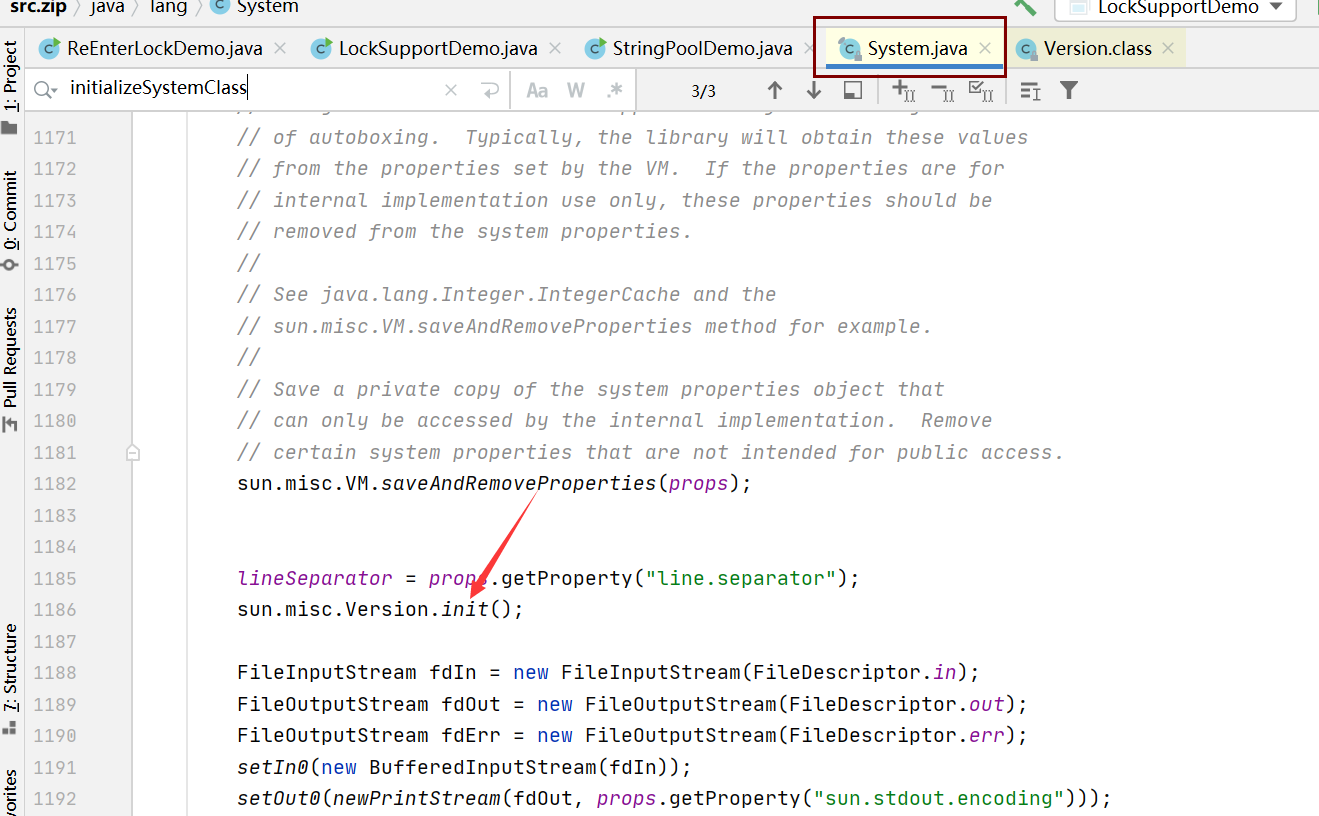 src.zip java lang System
LockSupportDemo
ReEnterLockDemo.java LockSupportDemo.java StringPoolDemo.java System.java Version.class
initializeSystemClass Aa W .* 3/3
1: Project
0: Commit
Pull Requests
7: Structure
1171 // of autoboxing. Typically, the library will obtain these values
1172 // from the properties set by the VM. If the properties are for
1173 // internal implementation use only, these properties should be
1174 // removed from the system properties.
1175 //
1176 // See java.lang.Integer.IntegerCache and the
1177 // sun.misc.VM.saveAndRemoveProperties method for example.
1178 //
1179 // Save a private copy of the system properties object that
1180 // can only be accessed by the internal implementation. Remove
1181 // certain system properties that are not intended for public access.
1182 sun.misc.VM.saveAndRemoveProperties(props);
1183
1184
1185 lineSeparator = props.getProperty("line.separator");
1186 sun.misc.Version.init();
1187
1188 FileInputStream fdIn = new FileInputStream(FileDescriptor.in);
1189 FileOutputStream fdOut = new FileOutputStream(FileDescriptor.out);
1190 FileOutputStream fdErr = new FileOutputStream(FileDescriptor.err);
1191 setIn0(new BufferedInputStream(fdIn));
1192 setOut0(newPrintStream(fdOut, props.getProperty("sun.stdout.encoding")));